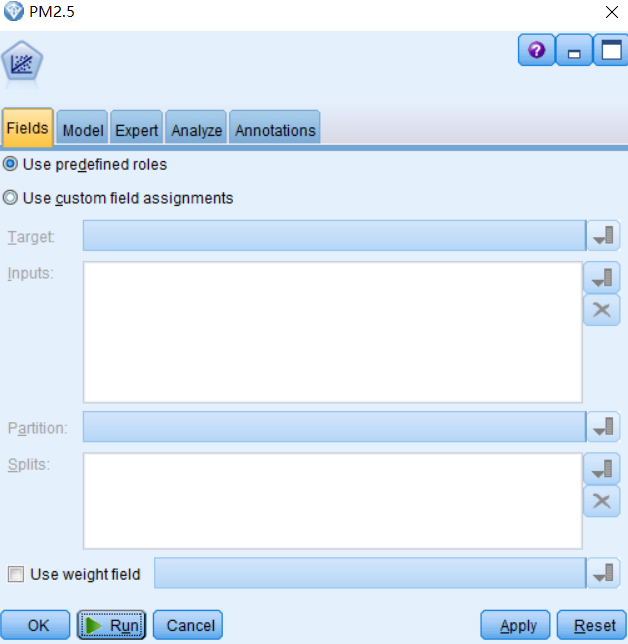 PM2.5
Fields Model Expert Analyze Annotations
Use predefined roles
Use custom field assignments
Target:
Inputs:
Partition:
Splits:
Use weight field
OK Run Cancel Apply Reset